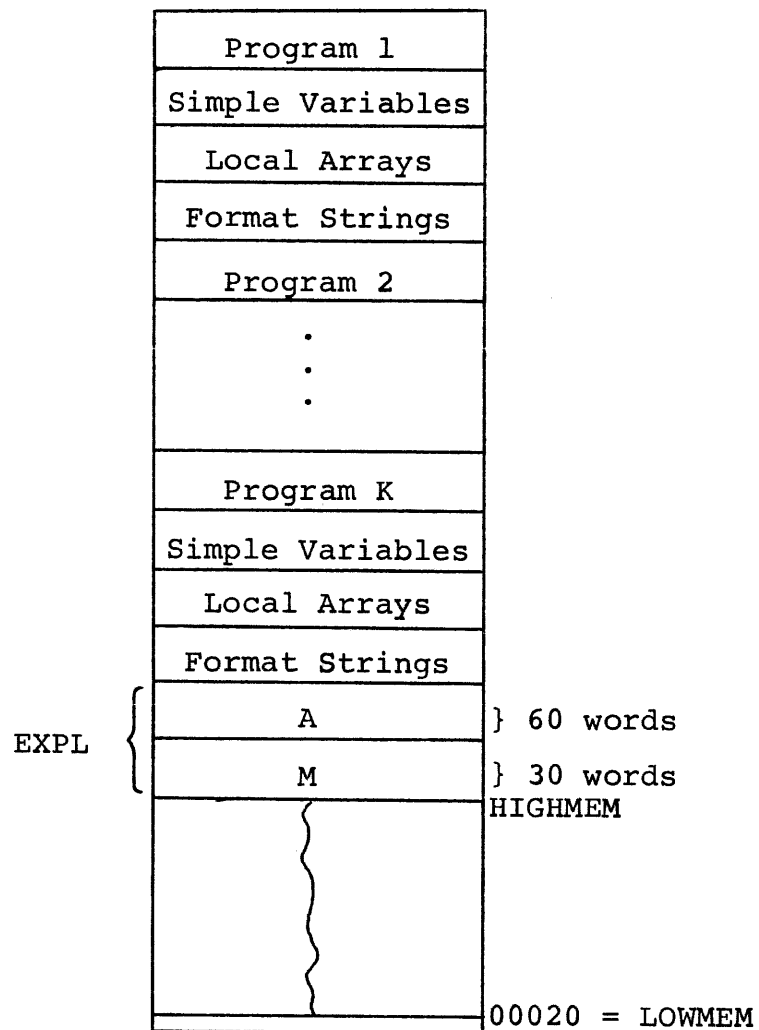 Program 1
Simple Variables
Local Arrays
Format Strings
Program 2
.
.
.
Program K
Simple Variables
Local Arrays
Format Strings
EXPL { A } 60 words
M } 30 words
HIGHMEM
00020 = LOWMEM